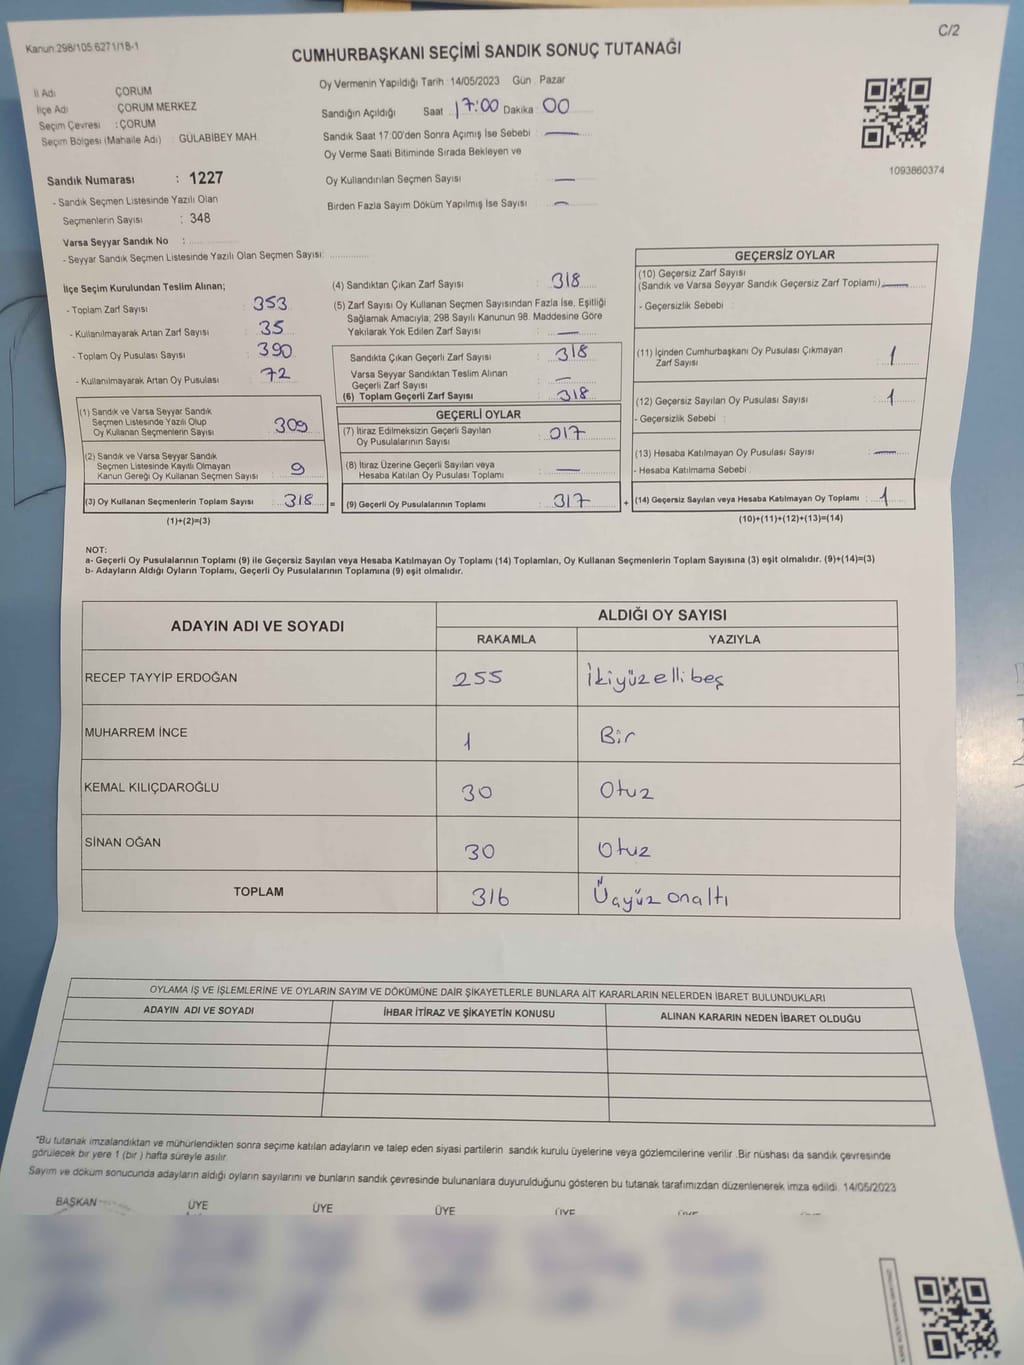 Kanun:298/105:6271/18-1
C/2
CUMHURBAŞKANI SEÇİMİ SANDIK SONUÇ TUTANAĞI
İl Adı ÇORUM
İlçe Adı ÇORUM MERKEZ
Seçim Çevresi : ÇORUM
Seçim Bölgesi (Mahalle Adı) : GÜLABİBEY MAH.
Oy Vermenin Yapıldığı Tarih : 14/05/2023 Gün Pazar
Sandığın Açıldığı Saat 17:00 Dakika 00
Sandık Saat 17:00'den Sonra Açımış İse Sebebi : —
Oy Verme Saati Bitiminde Sırada Bekleyen ve
Oy Kullandırılan Seçmen Sayısı : —
Birden Fazla Sayım Döküm Yapılmış İse Sayısı : —
1093860374
Sandık Numarası : 1227
- Sandık Seçmen Listesinde Yazılı Olan
Seçmenlerin Sayısı : 348
Varsa Seyyar Sandık No :
- Seyyar Sandık Seçmen Listesinde Yazılı Olan Seçmen Sayısı:
İlçe Seçim Kurulundan Teslim Alınan;
- Toplam Zarf Sayısı : 353
- Kullanılmayarak Artan Zarf Sayısı : 35
- Toplam Oy Pusulası Sayısı : 390
- Kullanılmayarak Artan Oy Pusulası : 72
(1) Sandık ve Varsa Seyyar Sandık
Seçmen Listesinde Yazılı Olup
Oy Kullanan Seçmenlerin Sayısı : 309
(2) Sandık ve Varsa Seyyar Sandık
Seçmen Listesinde Kayıtlı Olmayan
Kanun Gereği Oy Kullanan Seçmen Sayısı : 9
(3) Oy Kullanan Seçmenlerin Toplam Sayısı : 318 =
(1)+(2)=(3)
(4) Sandıktan Çıkan Zarf Sayısı : 318
(5) Zarf Sayısı Oy Kullanan Seçmen Sayısından Fazla İse, Eşitliği
Sağlamak Amacıyla; 298 Sayılı Kanunun 98. Maddesine Göre
Yakılarak Yok Edilen Zarf Sayısı : —
Sandıkta Çıkan Geçerli Zarf Sayısı : 318
Varsa Seyyar Sandıktan Teslim Alınan
Geçerli Zarf Sayısı : —
(6) Toplam Geçerli Zarf Sayısı : 318
GEÇERLİ OYLAR
(7) İtiraz Edilmeksizin Geçerli Sayılan
Oy Pusulalarının Sayısı : 017
(8) İtiraz Üzerine Geçerli Sayılan veya
Hesaba Katılan Oy Pusulası Toplamı : —
(9) Geçerli Oy Pusulalarının Toplamı : 317 +
GEÇERSİZ OYLAR
(10) Geçersiz Zarf Sayısı
(Sandık ve Varsa Seyyar Sandık Geçersiz Zarf Toplamı) —
- Geçersizlik Sebebi :
(11) İçinden Cumhurbaşkanı Oy Pusulası Çıkmayan
Zarf Sayısı : 1
(12) Geçersiz Sayılan Oy Pusulası Sayısı : 1
- Geçersizlik Sebebi :
(13) Hesaba Katılmayan Oy Pusulası Sayısı : —
- Hesaba Katılmama Sebebi :
(14) Geçersiz Sayılan veya Hesaba Katılmayan Oy Toplamı : 1
(10)+(11)+(12)+(13)=(14)
NOT:
a- Geçerli Oy Pusulalarının Toplamı (9) ile Geçersiz Sayılan veya Hesaba Katılmayan Oy Toplamı (14) Toplamları, Oy Kullanan Seçmenlerin Toplam Sayısına (3) eşit olmalıdır. (9)+(14)=(3)
b- Adayların Aldığı Oyların Toplamı, Geçerli Oy Pusulalarının Toplamına (9) eşit olmalıdır.
ADAYIN ADI VE SOYADI ALDIĞI OY SAYISI
RAKAMLA YAZIYLA
RECEP TAYYİP ERDOĞAN 255 İkiyüzellibeş
MUHARREM İNCE 1 Bir
KEMAL KILIÇDAROĞLU 30 Otuz
SİNAN OĞAN 30 Otuz
TOPLAM 316 Üçyüz onaltı
OYLAMA İŞ VE İŞLEMLERİNE VE OYLARIN SAYIM VE DÖKÜMÜNE DAİR ŞİKAYETLERLE BUNLARA AİT KARARLARIN NELERDEN İBARET BULUNDUKLARI
ADAYIN ADI VE SOYADI İHBAR İTİRAZ VE ŞİKAYETİN KONUSU ALINAN KARARIN NEDEN İBARET OLDUĞU
*Bu tutanak imzalandıktan ve mühürlendikten sonra seçime katılan adayların ve talep eden siyasi partilerin sandık kurulu üyelerine veya gözlemcilerine verilir .Bir nüshası da sandık çevresinde
görülecek bir yere 1 (bir ) hafta süreyle asılır.
Sayım ve döküm sonucunda adayların aldığı oyların sayılarını ve bunların sandık çevresinde bulunanlara duyurulduğunu gösteren bu tutanak tarafımızdan düzenlenerek imza edildi. 14/05/2023
BAŞKAN ÜYE ÜYE ÜYE ÜYE ÜYE